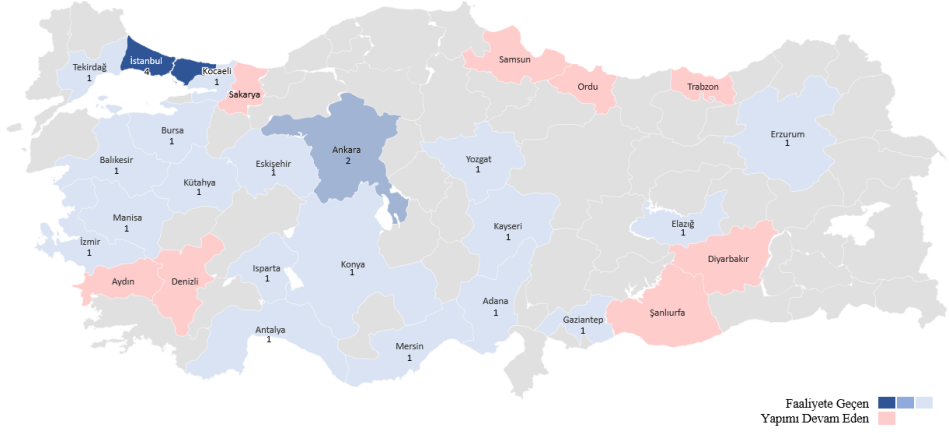 Tekirdağ
1
İstanbul
4
Kocaeli
1
Sakarya
Samsun
Ordu
Trabzon
Erzurum
1
Bursa
1
Balıkesir
1
Kütahya
1
Eskişehir
1
Ankara
2
Yozgat
1
Kayseri
1
Elazığ
1
Diyarbakır
Şanlıurfa
Gaziantep
1
Adana
1
Mersin
1
Konya
1
Isparta
1
Antalya
1
Manisa
1
İzmir
1
Aydın
Denizli
Faaliyete Geçen
Yapımı Devam Eden